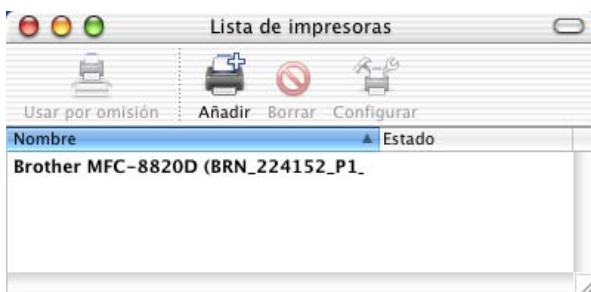 Lista de impresoras
Usar por omisión Añadir Borrar Configurar
Nombre Estado
Brother MFC-8820D (BRN_224152_P1_